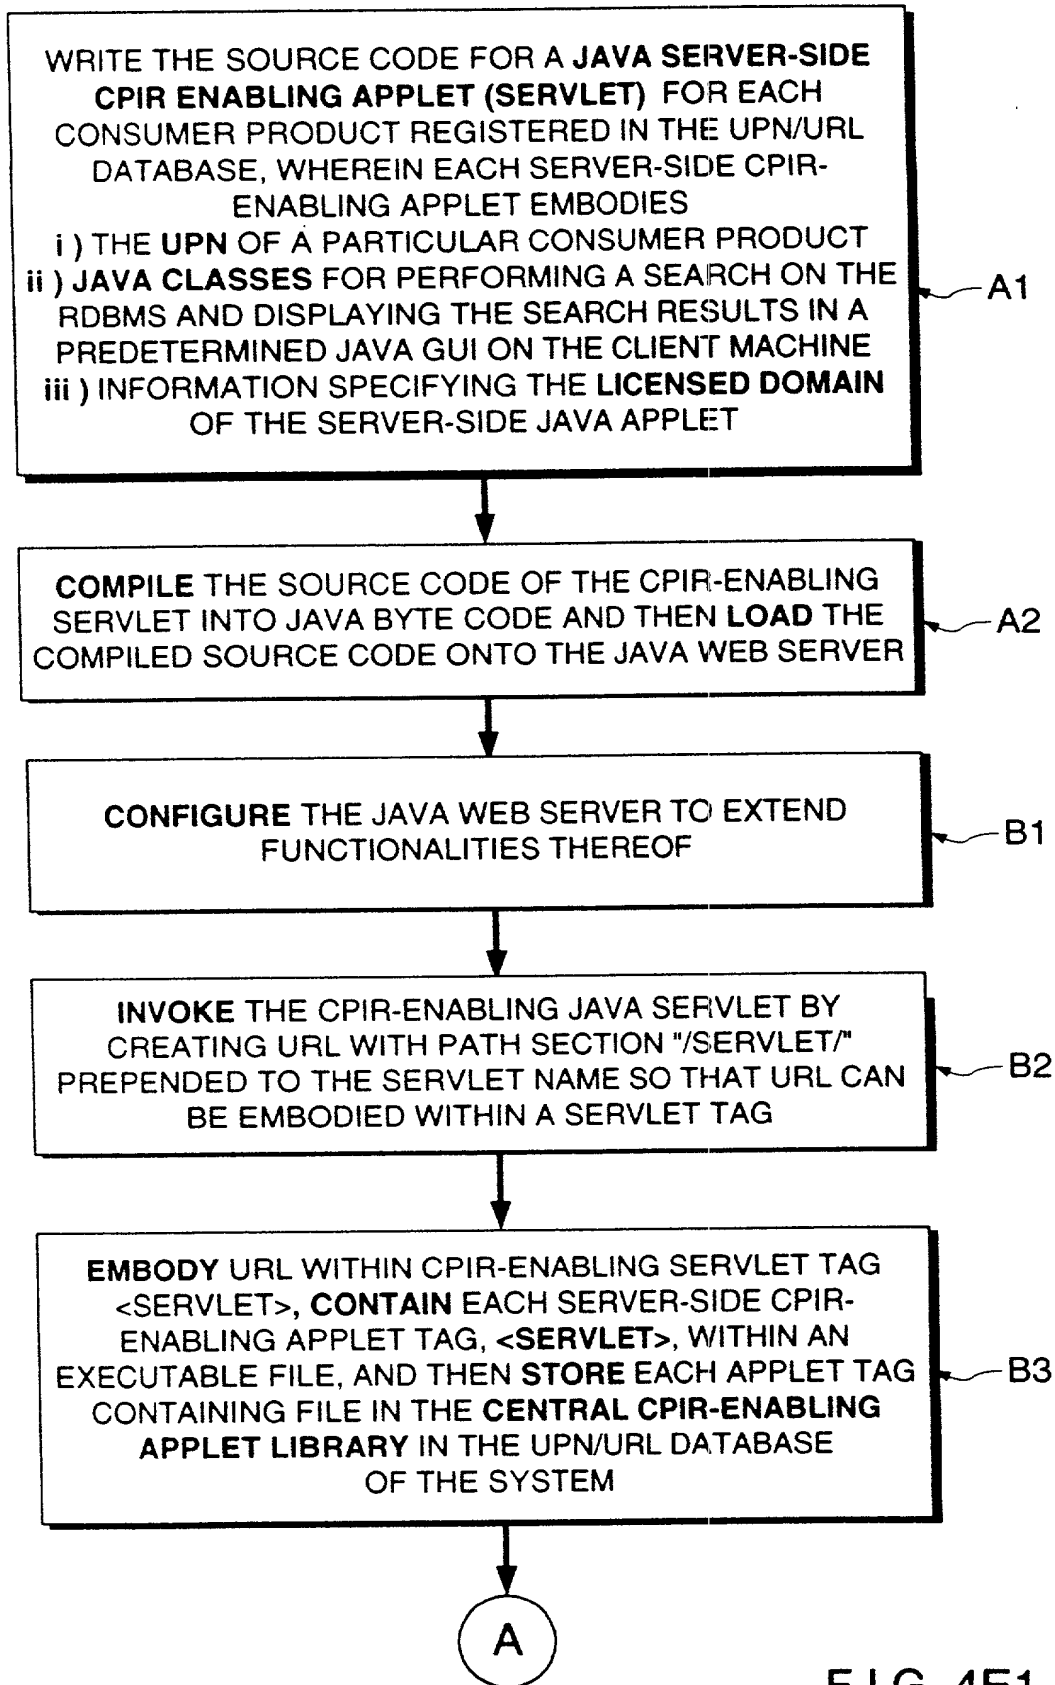 WRITE THE SOURCE CODE FOR A JAVA SERVER-SIDE
CPIR ENABLING APPLET (SERVLET) FOR EACH
CONSUMER PRODUCT REGISTERED IN THE UPN/URL
DATABASE, WHEREIN EACH SERVER-SIDE CPIR-
ENABLING APPLET EMBODIES
i ) THE UPN OF A PARTICULAR CONSUMER PRODUCT
ii ) JAVA CLASSES FOR PERFORMING A SEARCH ON THE
RDBMS AND DISPLAYING THE SEARCH RESULTS IN A
PREDETERMINED JAVA GUI ON THE CLIENT MACHINE
iii ) INFORMATION SPECIFYING THE LICENSED DOMAIN
OF THE SERVER-SIDE JAVA APPLET
A1
COMPILE THE SOURCE CODE OF THE CPIR-ENABLING
SERVLET INTO JAVA BYTE CODE AND THEN LOAD THE
COMPILED SOURCE CODE ONTO THE JAVA WEB SERVER
A2
CONFIGURE THE JAVA WEB SERVER TO EXTEND
FUNCTIONALITIES THEREOF
B1
INVOKE THE CPIR-ENABLING JAVA SERVLET BY
CREATING URL WITH PATH SECTION "/SERVLET/"
PREPENDED TO THE SERVLET NAME SO THAT URL CAN
BE EMBODIED WITHIN A SERVLET TAG
B2
EMBODY URL WITHIN CPIR-ENABLING SERVLET TAG
<SERVLET>, CONTAIN EACH SERVER-SIDE CPIR-
ENABLING APPLET TAG, <SERVLET>, WITHIN AN
EXECUTABLE FILE, AND THEN STORE EACH APPLET TAG
CONTAINING FILE IN THE CENTRAL CPIR-ENABLING
APPLET LIBRARY IN THE UPN/URL DATABASE
OF THE SYSTEM
B3
A
FIG. 4E1